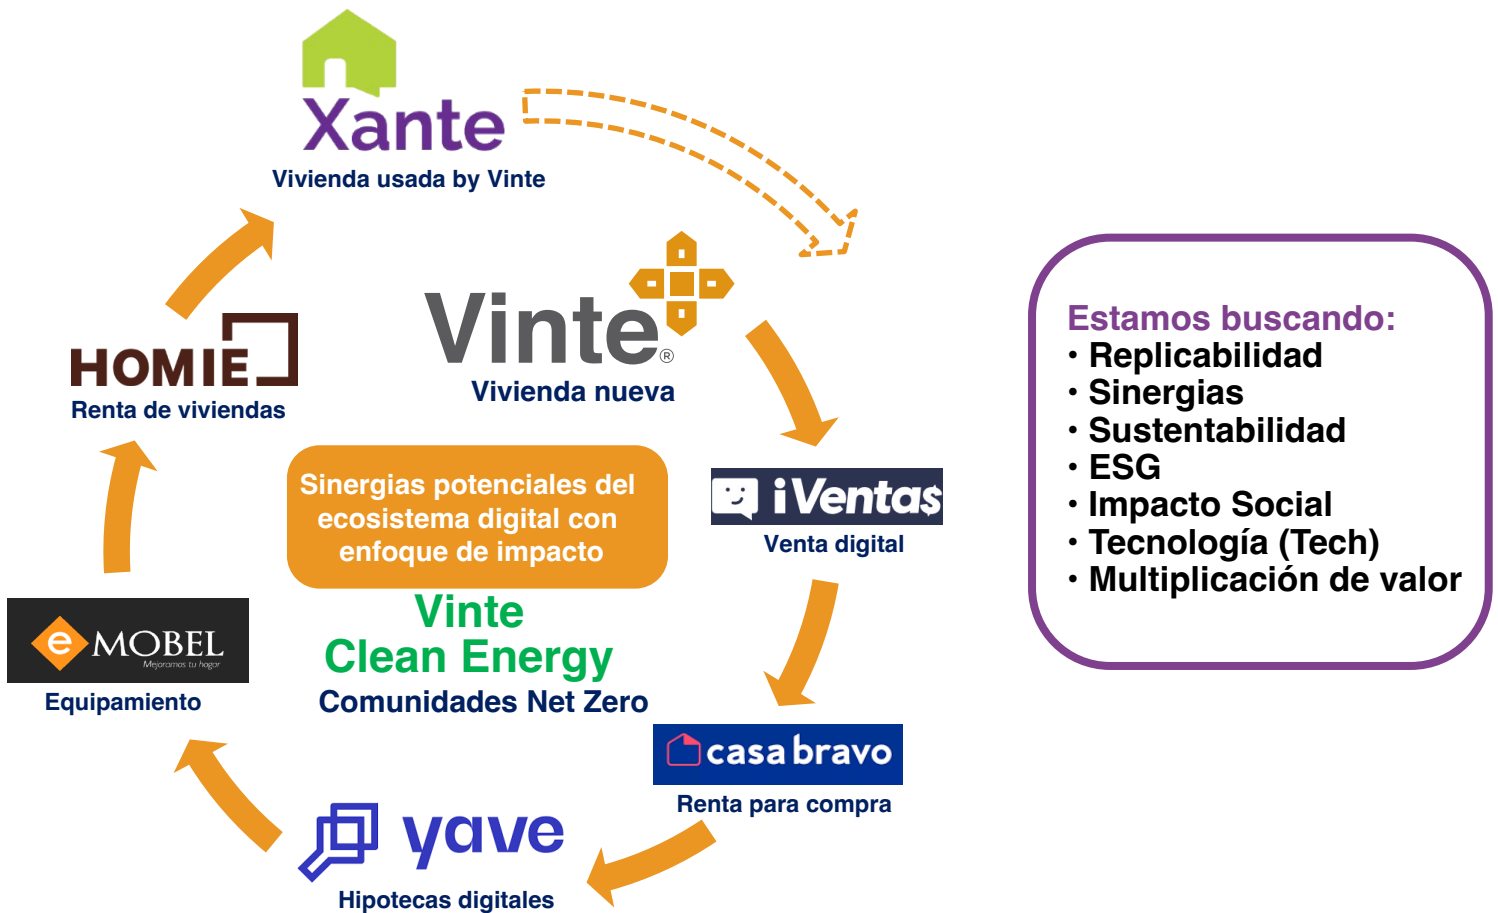 Xante
Vivienda usada by Vinte
Vinte®
Vivienda nueva
HOMIE
Renta de viviendas
Sinergias potenciales del
ecosistema digital con
enfoque de impacto
iVentas
Venta digital
Vinte
Clean Energy
Comunidades Net Zero
e MOBEL
Mejoramos tu hogar
Equipamiento
casa bravo
Renta para compra
yave
Hipotecas digitales
Estamos buscando:
• Replicabilidad
• Sinergias
• Sustentabilidad
• ESG
• Impacto Social
• Tecnología (Tech)
• Multiplicación de valor